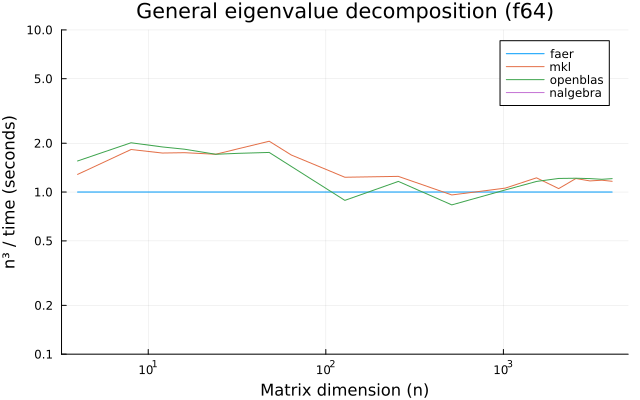 General eigenvalue decomposition (f64)
n³ / time (seconds)
10.0
5.0
2.0
1.0
0.5
0.2
0.1
faer
mkl
openblas
nalgebra
10¹
10²
10³
Matrix dimension (n)